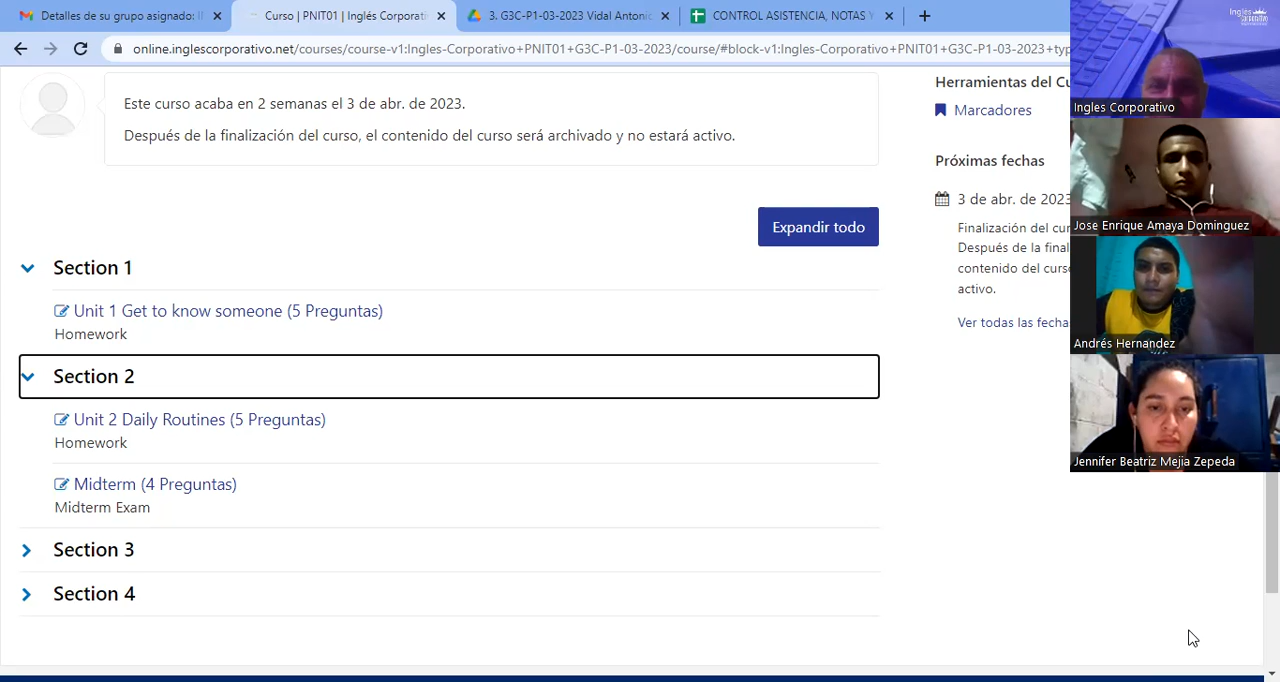 Detalles de su grupo asignado: I
Curso | PNIT01 | Inglés Corporati
3. G3C-P1-03-2023 Vidal Antoni
CONTROL ASISTENCIA, NOTAS Y
online.inglescorporativo.net/courses/course-v1:Ingles-Corporativo+PNIT01+G3C-P1-03-2023/course/#block-v1:Ingles-Corporativo+PNIT01+G3C-P1-03-2023+typ
Este curso acaba en 2 semanas el 3 de abr. de 2023.
Después de la finalización del curso, el contenido del curso será archivado y no estará activo.
Expandir todo
Section 1
Unit 1 Get to know someone (5 Preguntas)
Homework
Section 2
Unit 2 Daily Routines (5 Preguntas)
Homework
Midterm (4 Preguntas)
Midterm Exam
Section 3
Section 4
Herramientas del Cu
Marcadores
Próximas fechas
3 de abr. de 2023
Finalización del cur
Después de la final
contenido del curs
activo.
Ver todas las fecha
Inglés
Ingles Corporativo
Jose Enrique Amaya Dominguez
Andrés Hernandez
Jennifer Beatriz Mejia Zepeda